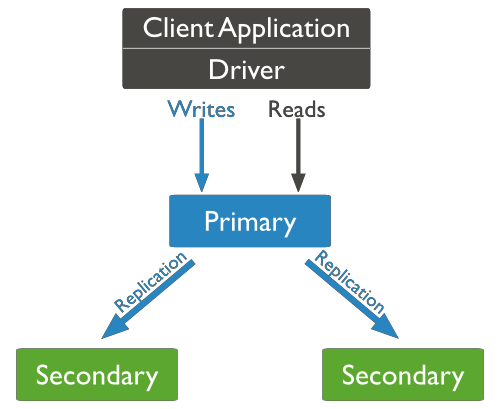 Client Application
Driver
Writes
Reads
Primary
Replication
Replication
Secondary
Secondary